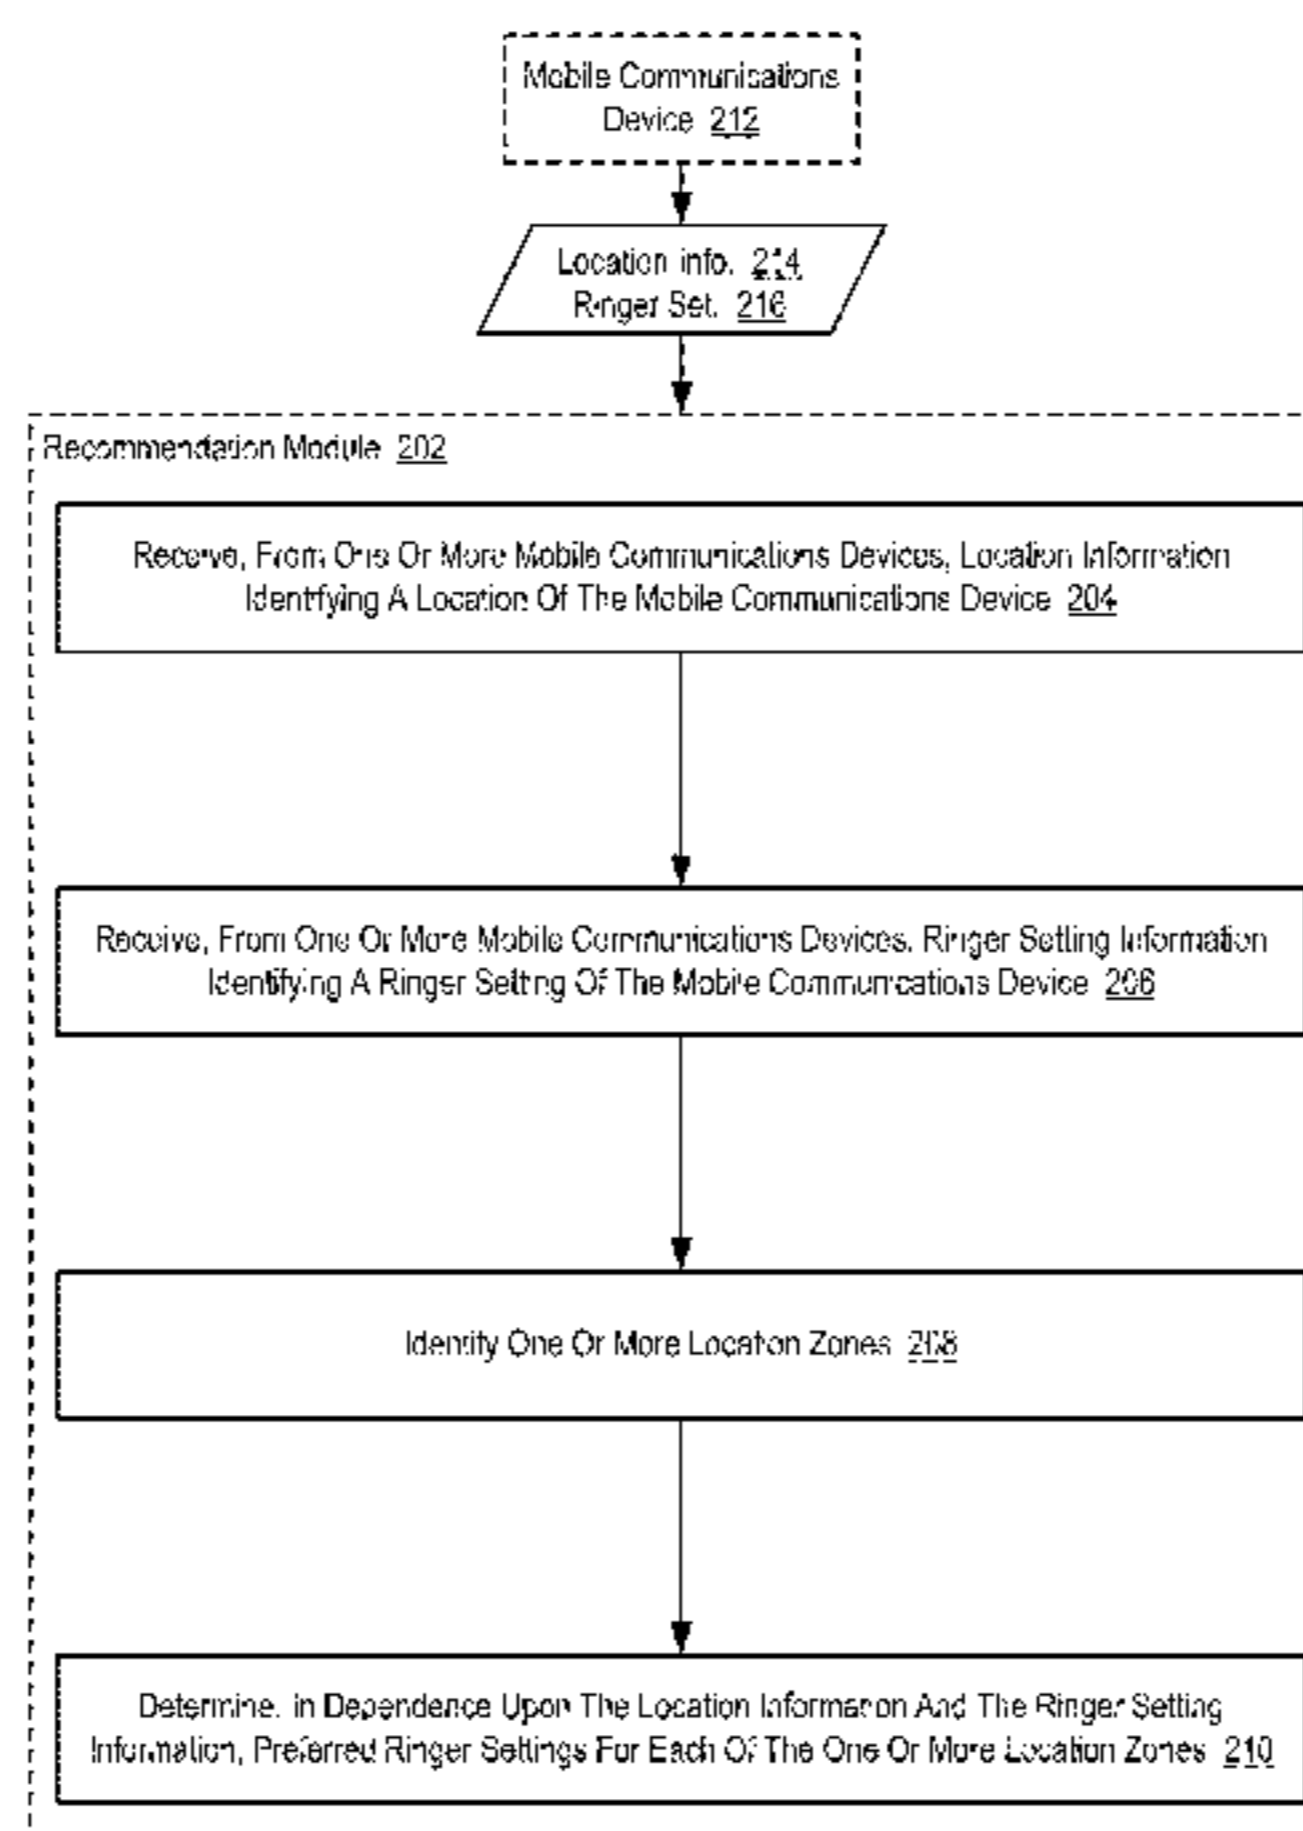 Mobile Communications
Device 212
Location info. 214
Ringer Set. 216
Recommendation Module 202
Receive, From One Or More Mobile Communications Devices, Location Information
Identifying A Location Of The Mobile Communications Device 204
Receive, From One Or More Mobile Communications Devices, Ringer Setting Information
Identifying A Ringer Setting Of The Mobile Communications Device 206
Identify One Or More Location Zones 208
Determine, in Dependence Upon The Location Information And The Ringer Setting
Information, Preferred Ringer Settings For Each Of The One Or More Location Zones 210